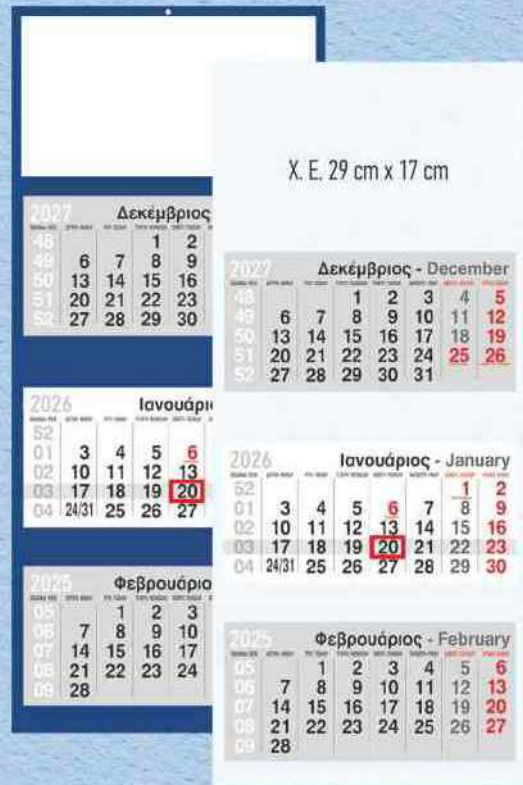 2027 Δεκέμβριος
48 1 2
49 6 7 8 9
50 13 14 15 16
51 20 21 22 23
52 27 28 29 30
2026
52
01 3 4 5 6
02 10 11 12 13
03 17 18 19 20
04 24/31 25 26 27
2025
05 1 2 3
06 7 8 9 10
07 14 15 16 17
08 21 22 23 24
09 28
Χ. Ε. 29 cm x 17 cm
2027 Δεκέμβριος - December
48 1 2 3 4 5
49 6 7 8 9 10 11 12
50 13 14 15 16 17 18 19
51 20 21 22 23 24 25 26
52 27 28 29 30 31
2026 Ιανουάριος - January
52 1 2
01 3 4 5 6 7 8 9
02 10 11 12 13 14 15 16
03 17 18 19 20 21 22 23
04 24/31 25 26 27 28 29 30
2025 Φεβρουάριος - February
05 1 2 3 4 5 6
06 7 8 9 10 11 12 13
07 14 15 16 17 18 19 20
08 21 22 23 24 25 26 27
09 28